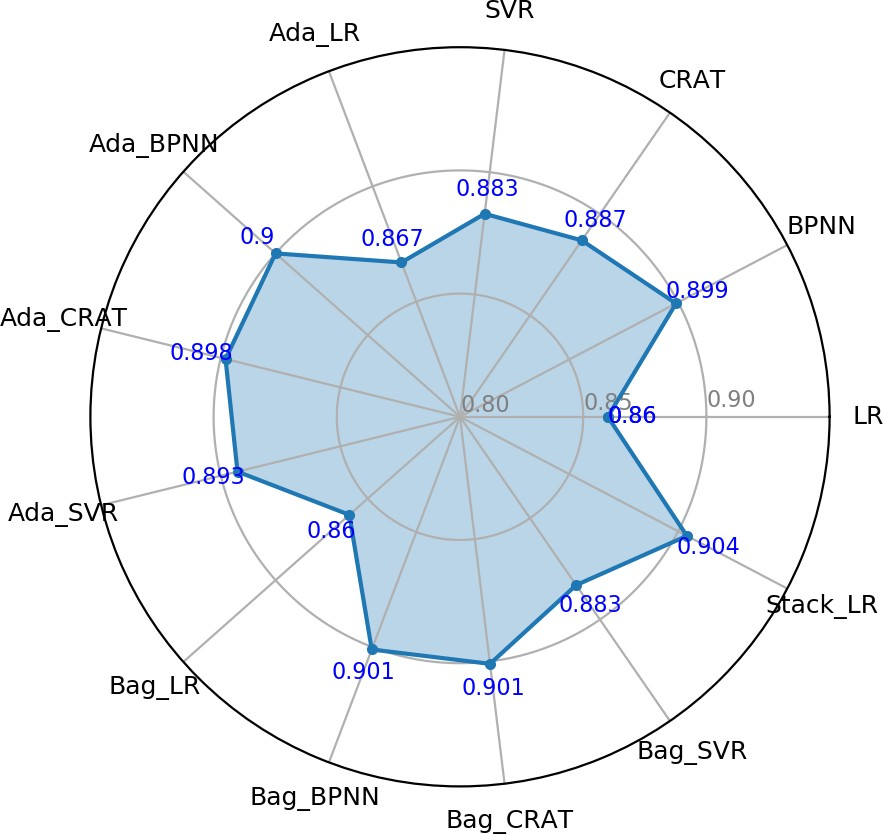 SVR
Ada_LR
CRAT
Ada_BPNN
0.883
0.887
BPNN
0.9
0.867
0.899
Ada_CRAT
0.898
0.80
0.85
0.90
0.86
LR
0.893
Ada_SVR
0.86
0.904
0.883
Stack_LR
0.901
0.901
Bag_LR
Bag_SVR
Bag_BPNN
Bag_CRAT